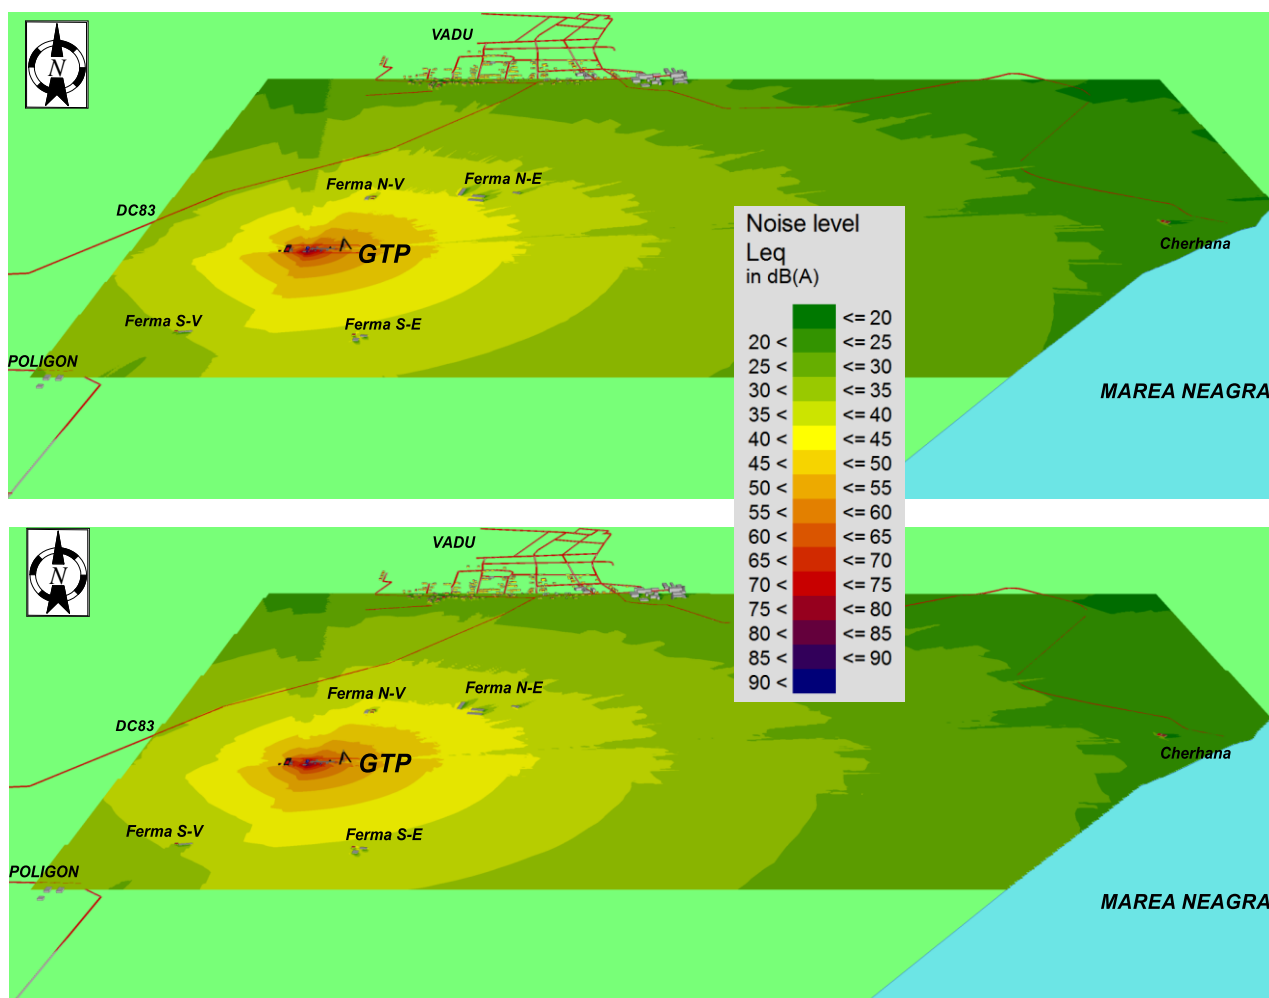 N
VADU
Ferma N-V
Ferma N-E
DC83
GTP
Cherhana
Ferma S-V
Ferma S-E
POLIGON
MAREA NEAGRA
Noise level
Leq
in dB(A)
<= 20
20 < <= 25
25 < <= 30
30 < <= 35
35 < <= 40
40 < <= 45
45 < <= 50
50 < <= 55
55 < <= 60
60 < <= 65
65 < <= 70
70 < <= 75
75 < <= 80
80 < <= 85
85 < <= 90
90 <
N
VADU
Ferma N-V
Ferma N-E
DC83
GTP
Cherhana
Ferma S-V
Ferma S-E
POLIGON
MAREA NEAGRA